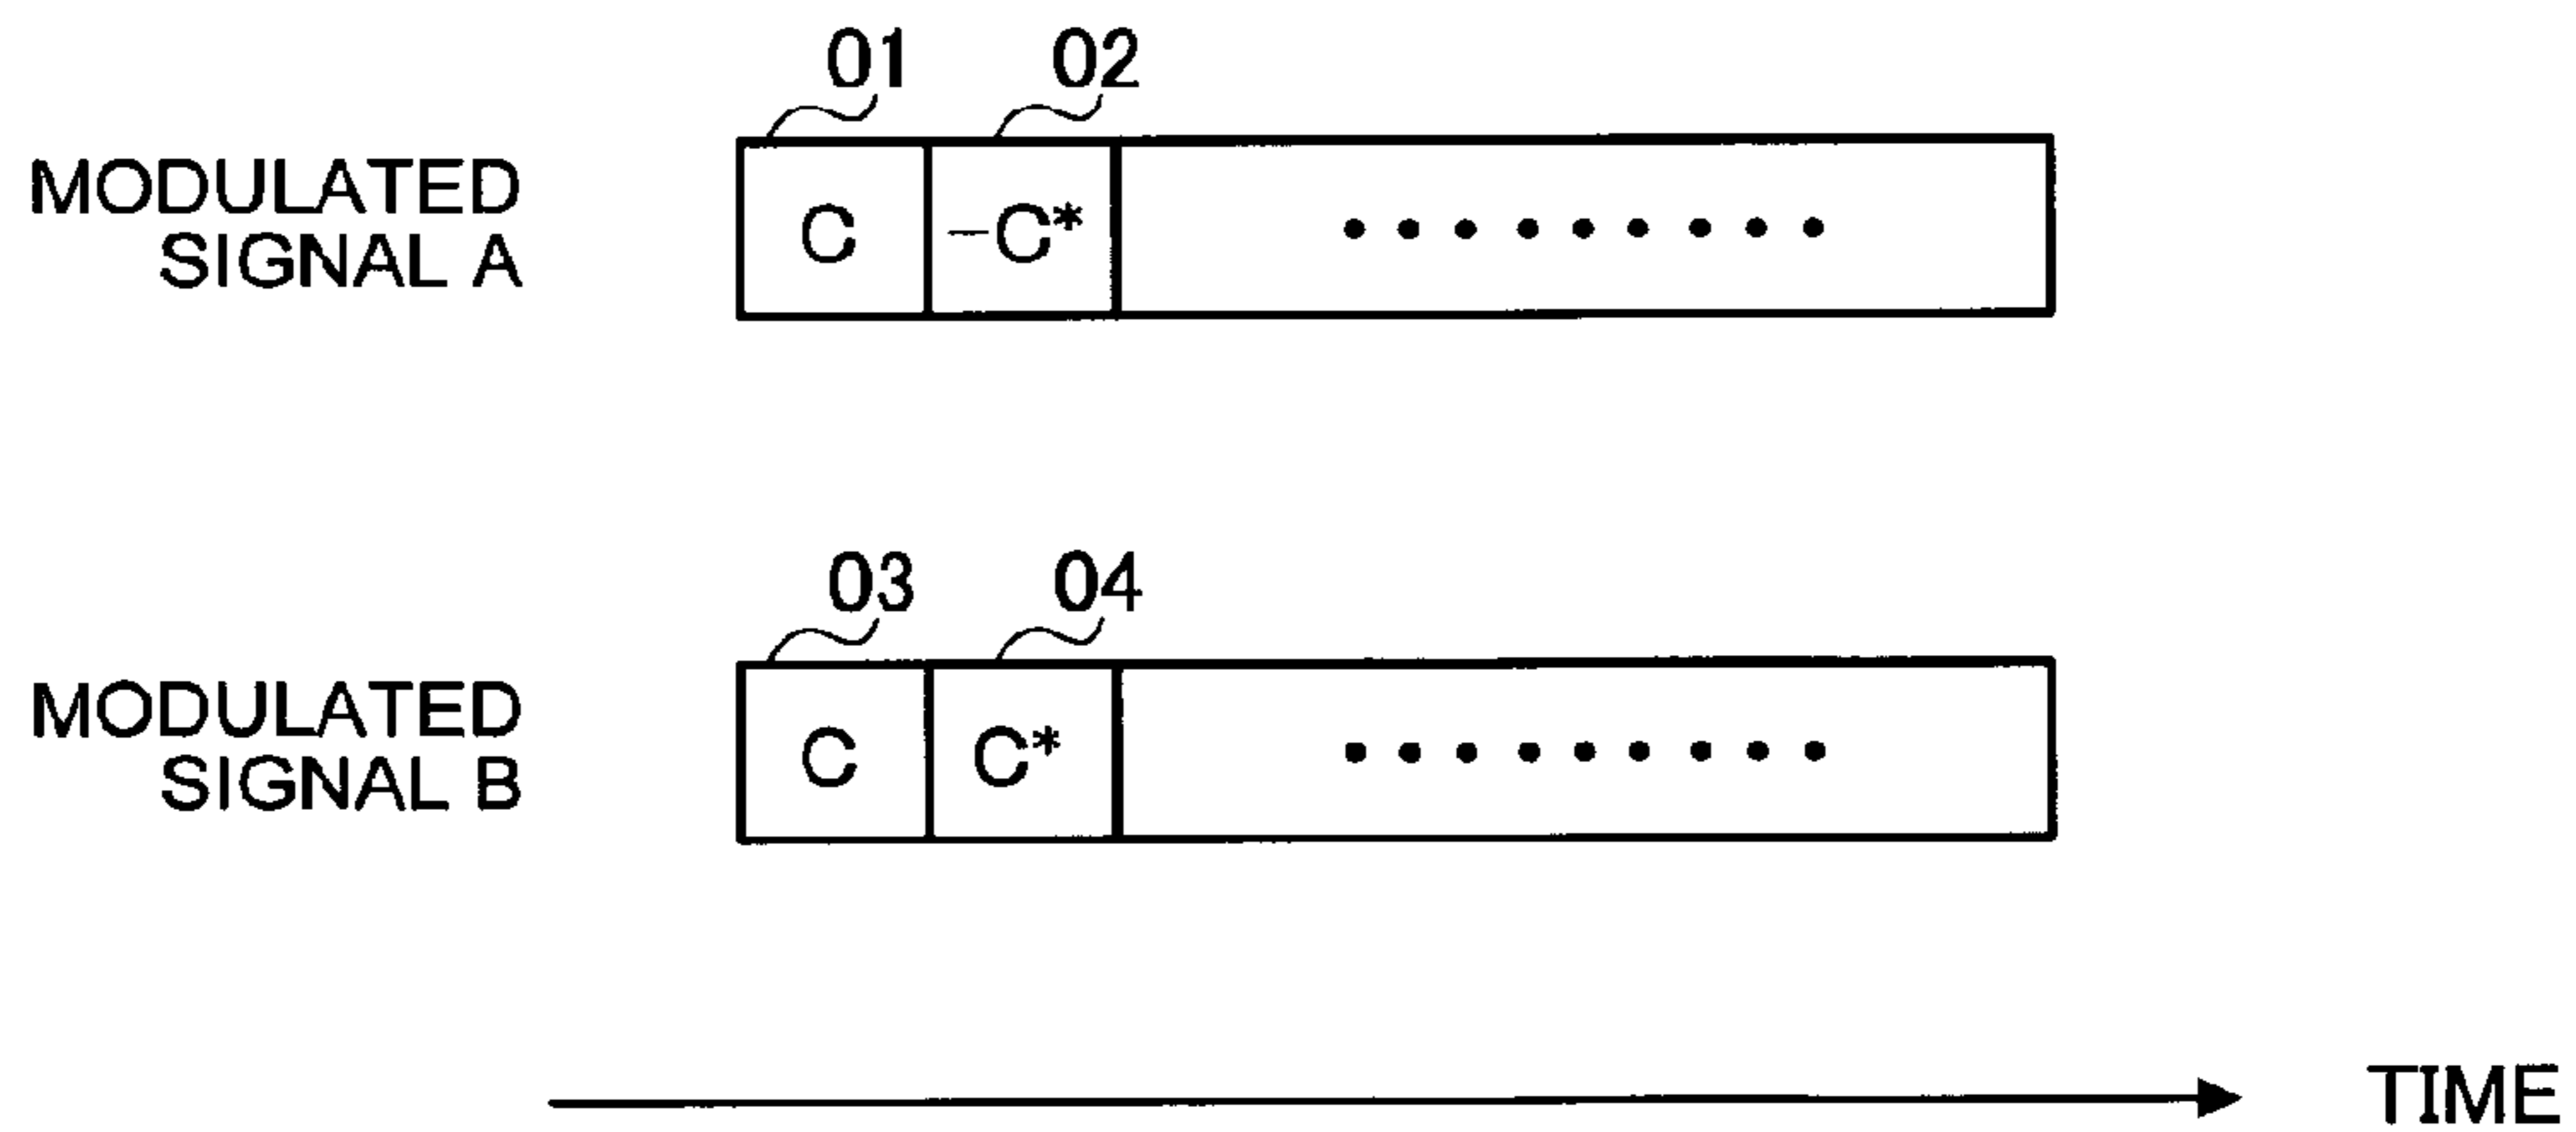 01 02
MODULATED
SIGNAL A
C −C* ·········
03 04
MODULATED
SIGNAL B
C C* ·········
TIME